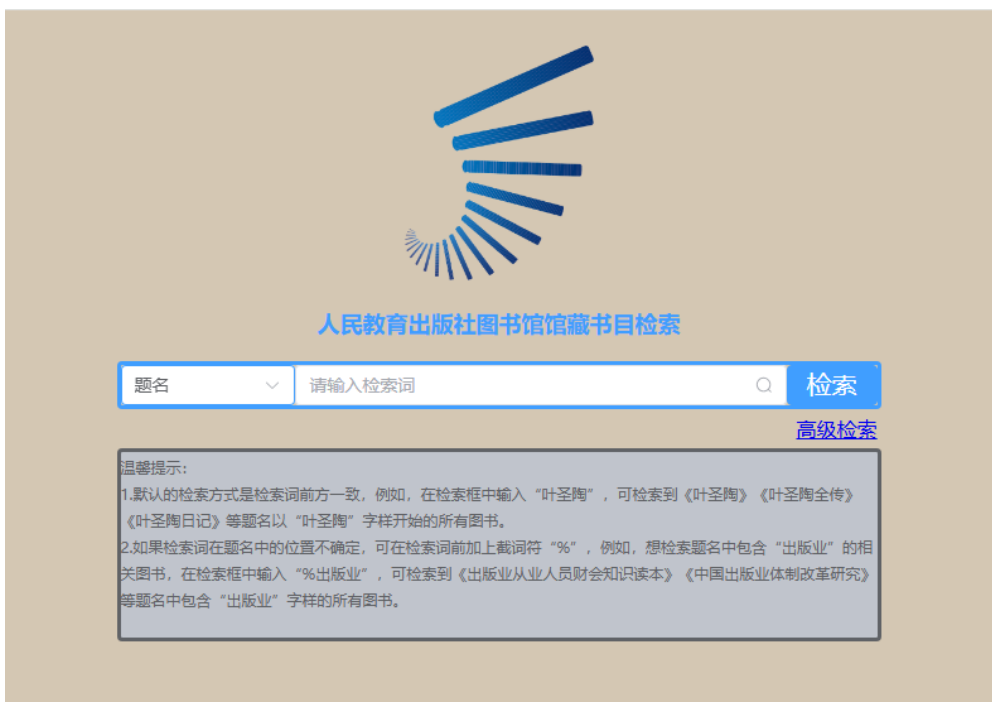 人民教育出版社图书馆馆藏书目检索
题名 请输入检索词 检索
高级检索
温馨提示：
1.默认的检索方式是检索词前方一致，例如，在检索框中输入“叶圣陶”，可检索到《叶圣陶》《叶圣陶全传》
《叶圣陶日记》等题名以“叶圣陶”字样开始的所有图书。
2.如果检索词在题名中的位置不确定，可在检索词前加上截词符“%”，例如，想检索题名中包含“出版业”的相
关图书，在检索框中输入“%出版业”，可检索到《出版业从业人员财会知识读本》《中国出版业体制改革研究》
等题名中包含“出版业”字样的所有图书。